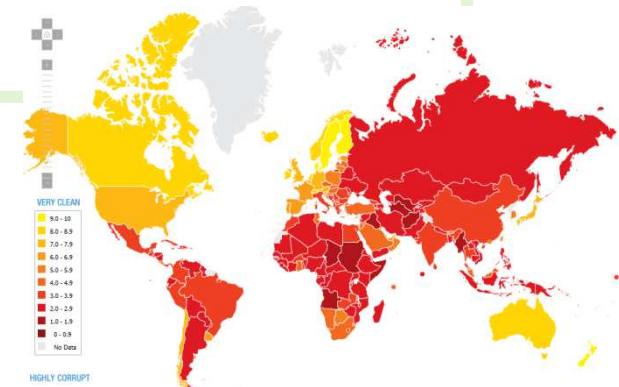 VERY CLEAN
9.0 - 10
8.0 - 8.9
7.0 - 7.9
6.0 - 6.9
5.0 - 5.9
4.0 - 4.9
3.0 - 3.9
2.0 - 2.9
1.0 - 1.9
0 - 0.9
No Data
HIGHLY CORRUPT